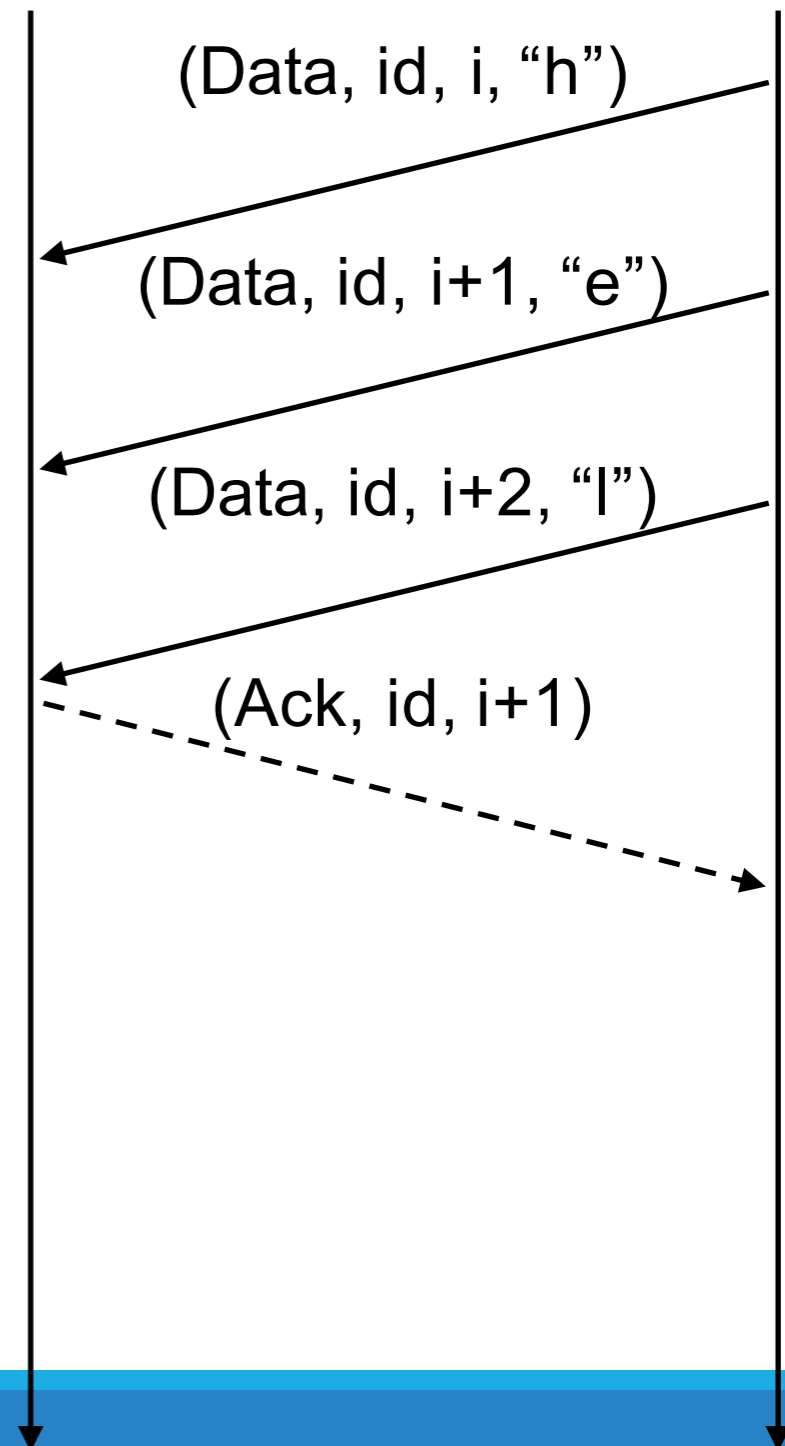 (Data, id, i, “h”)
(Data, id, i+1, “e”)
(Data, id, i+2, “l”)
(Ack, id, i+1)